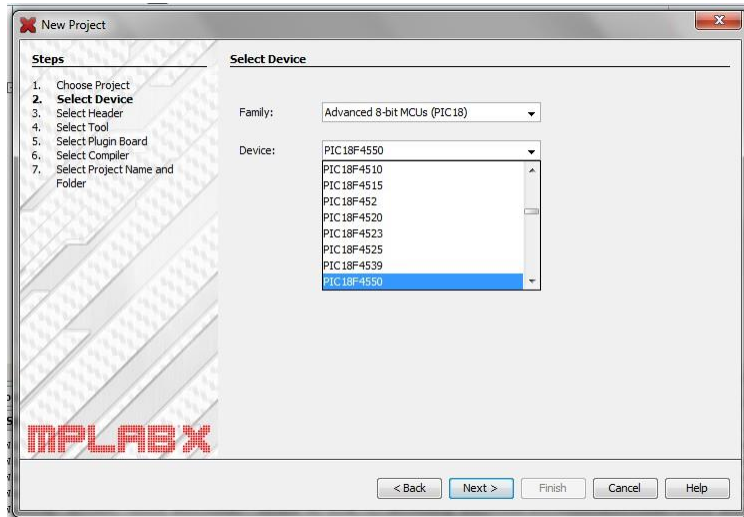 New Project
Steps
1. Choose Project
2. Select Device
3. Select Header
4. Select Tool
5. Select Plugin Board
6. Select Compiler
7. Select Project Name and
Folder
Select Device
Family: Advanced 8-bit MCUs (PIC18)
Device: PIC18F4550
PIC18F4510
PIC18F4515
PIC18F452
PIC18F4520
PIC18F4523
PIC18F4525
PIC18F4539
PIC18F4550
MPLAB X
< Back Next > Finish Cancel Help